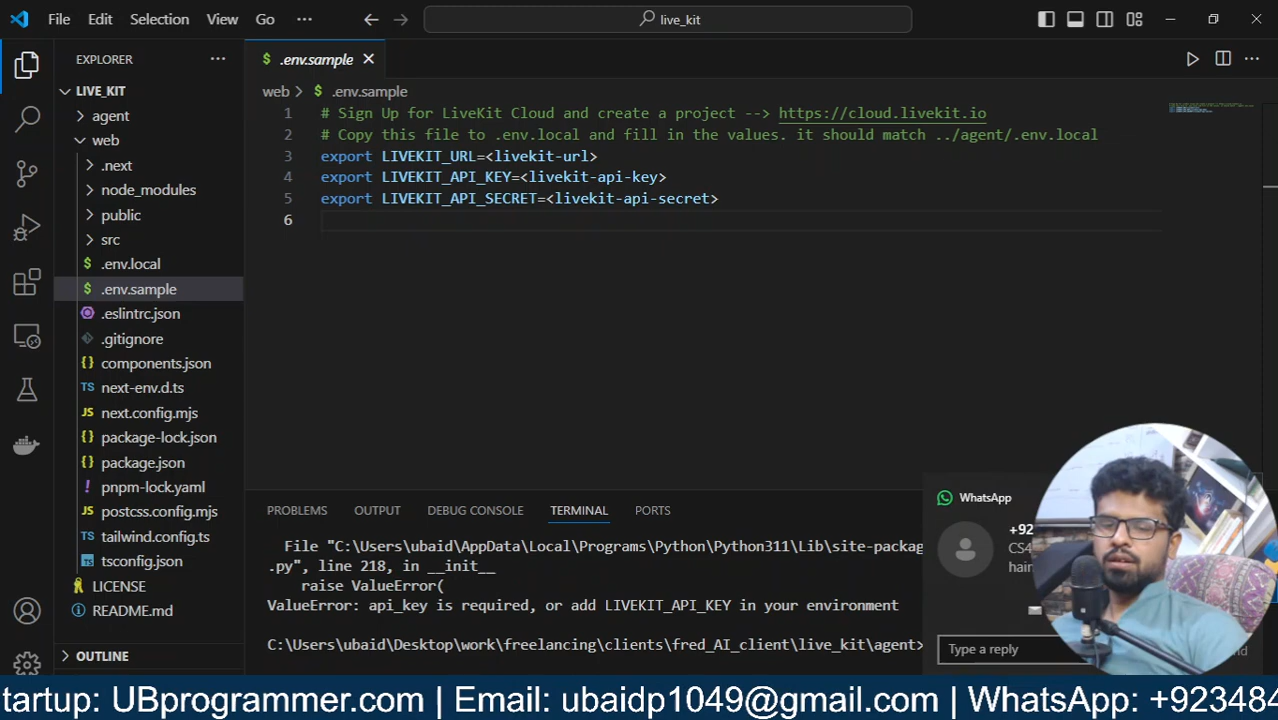 File Edit Selection View Go ··· live_kit
EXPLORER ···
.env.sample
LIVE_KIT
web > .env.sample
agent
web
.next
node_modules
public
src
.env.local
.env.sample
.eslintrc.json
.gitignore
components.json
next-env.d.ts
next.config.mjs
package-lock.json
package.json
pnpm-lock.yaml
postcss.config.mjs
tailwind.config.ts
tsconfig.json
LICENSE
README.md
OUTLINE
1 # Sign Up for LiveKit Cloud and create a project --> https://cloud.livekit.io
2 # Copy this file to .env.local and fill in the values. it should match ../agent/.env.local
3 export LIVEKIT_URL=<livekit-url>
4 export LIVEKIT_API_KEY=<livekit-api-key>
5 export LIVEKIT_API_SECRET=<livekit-api-secret>
6
PROBLEMS OUTPUT DEBUG CONSOLE TERMINAL PORTS
File "C:\Users\ubaid\AppData\Local\Programs\Python\Python311\Lib\site-packag
.py", line 218, in __init__
raise ValueError(
ValueError: api_key is required, or add LIVEKIT_API_KEY in your environment
C:\Users\ubaid\Desktop\work\freelancing\clients\fred_AI_client\live_kit\agent>
WhatsApp
+92
CS4
hain
Type a reply
tartup: UBprogrammer.com | Email: ubaidp1049@gmail.com | WhatsApp: +923484